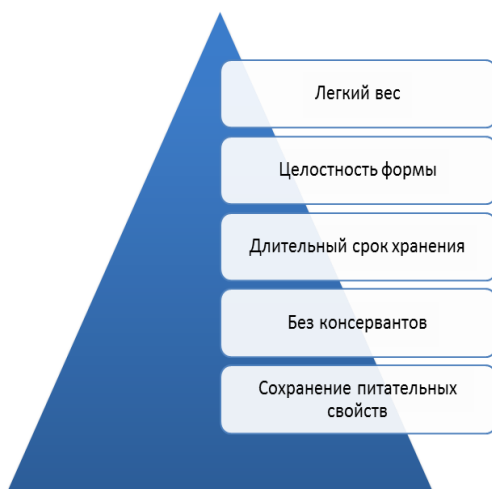 Легкий вес
Целостность формы
Длительный срок хранения
Без консервантов
Сохранение питательных
свойств